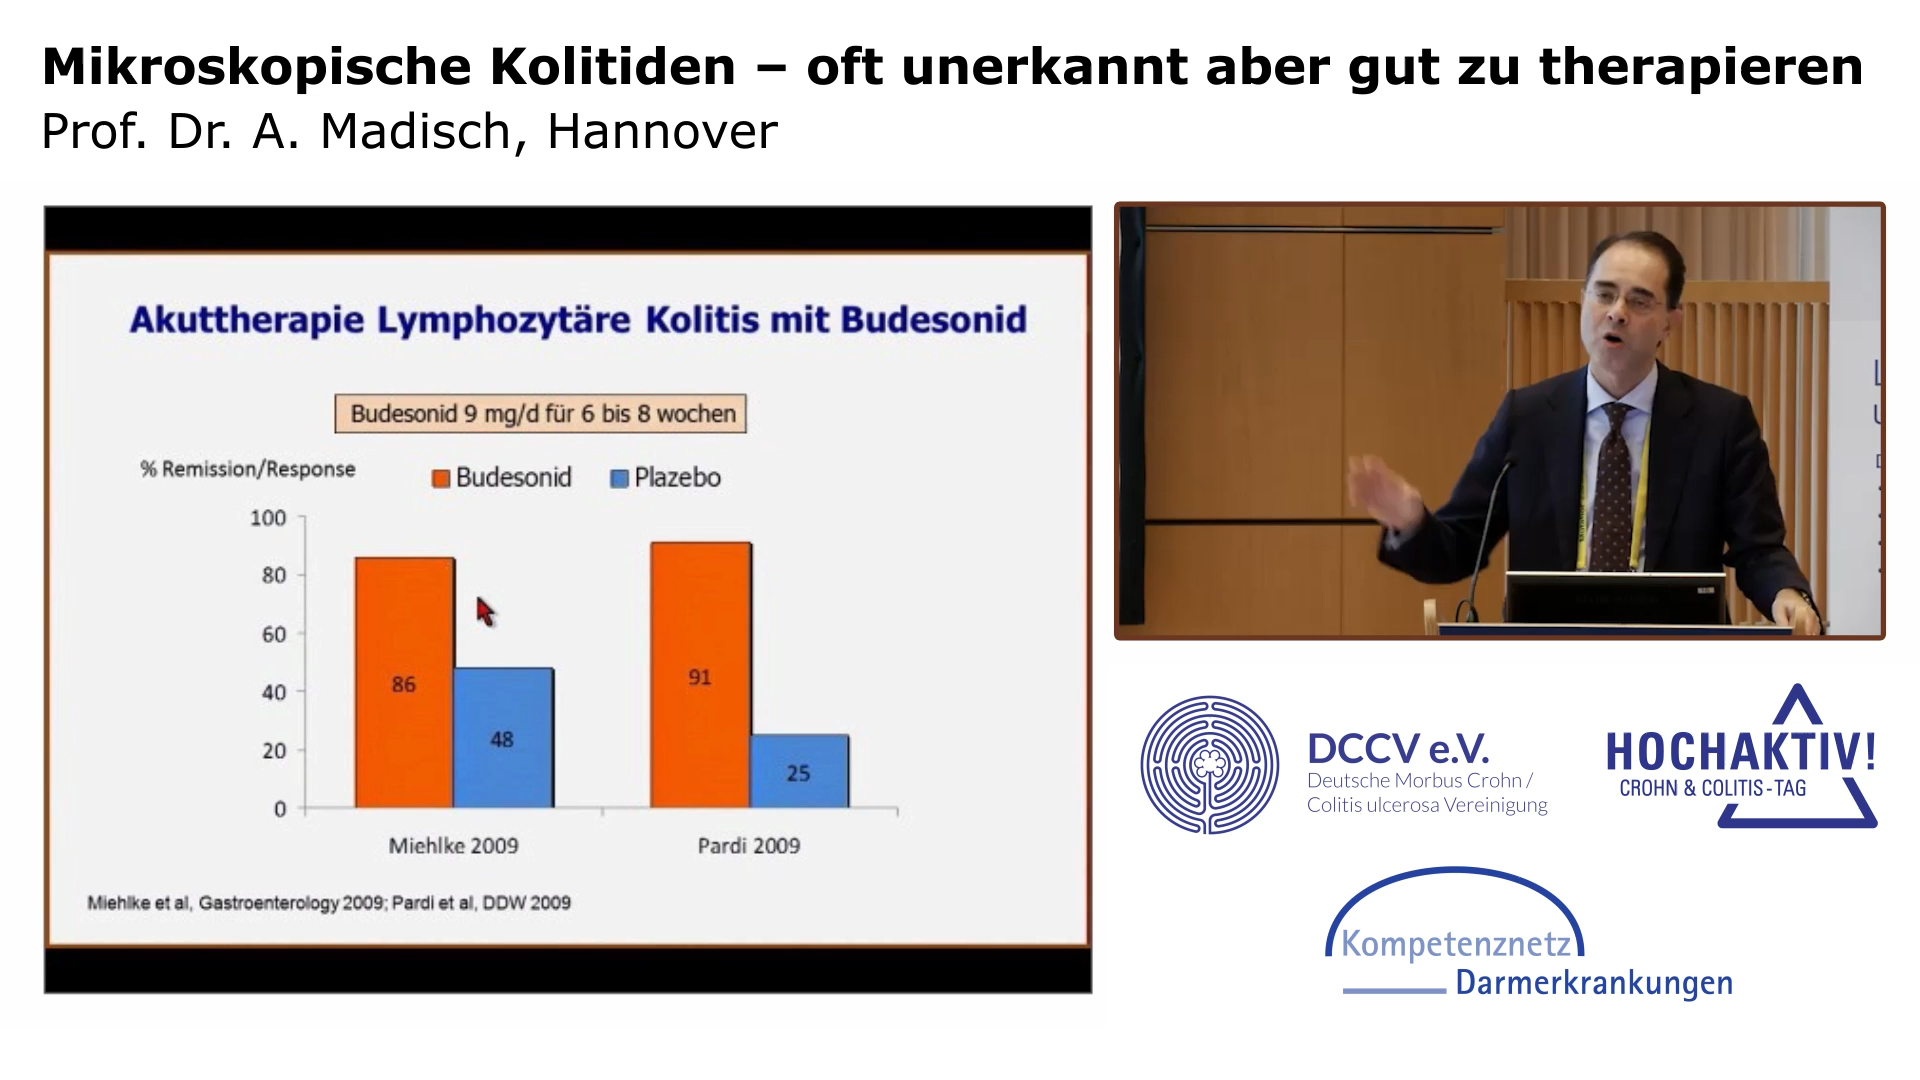 Mikroskopische Kolitiden – oft unerkannt aber gut zu therapieren
Prof. Dr. A. Madisch, Hannover
Akuttherapie Lymphozytäre Kolitis mit Budesonid
Budesonid 9 mg/d für 6 bis 8 wochen
% Remission/Response
Budesonid
Plazebo
100
80
60
40
20
0
86
48
91
25
Miehlke 2009
Pardi 2009
Miehlke et al, Gastroenterology 2009; Pardi et al, DDW 2009
DCCV e.V.
Deutsche Morbus Crohn /
Colitis ulcerosa Vereinigung
HOCHAKTIV!
CROHN & COLITIS-TAG
Kompetenznetz
Darmerkrankungen